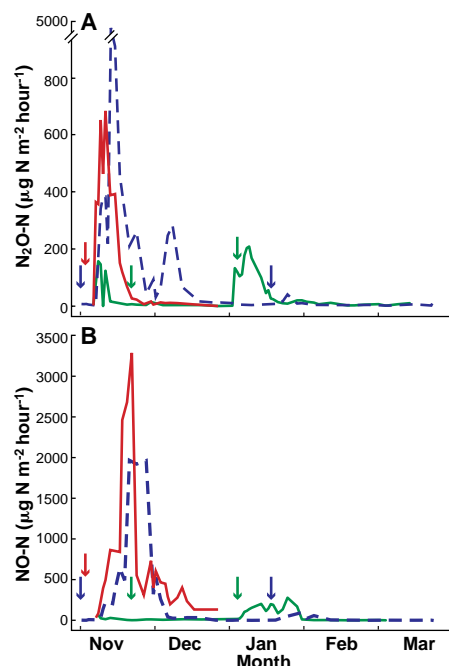 A
5000
800
600
400
200
0
N₂O-N (µg N m⁻² hour⁻¹)
B
3500
3000
2500
2000
1500
1000
500
0
NO-N (µg N m⁻² hour⁻¹)
Nov Dec Jan Feb Mar
Month